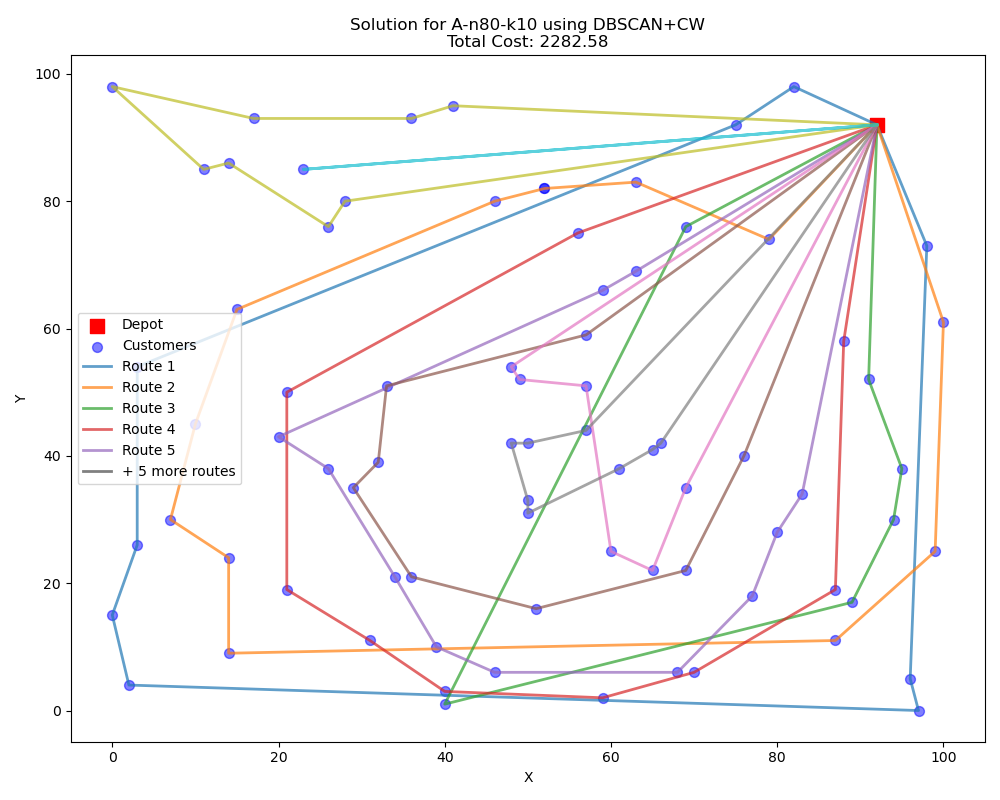 Solution for A-n80-k10 using DBSCAN+CW
Total Cost: 2282.58
Y
100
80
60
40
20
0
Depot
Customers
Route 1
Route 2
Route 3
Route 4
Route 5
+ 5 more routes
0
20
40
60
80
100
X